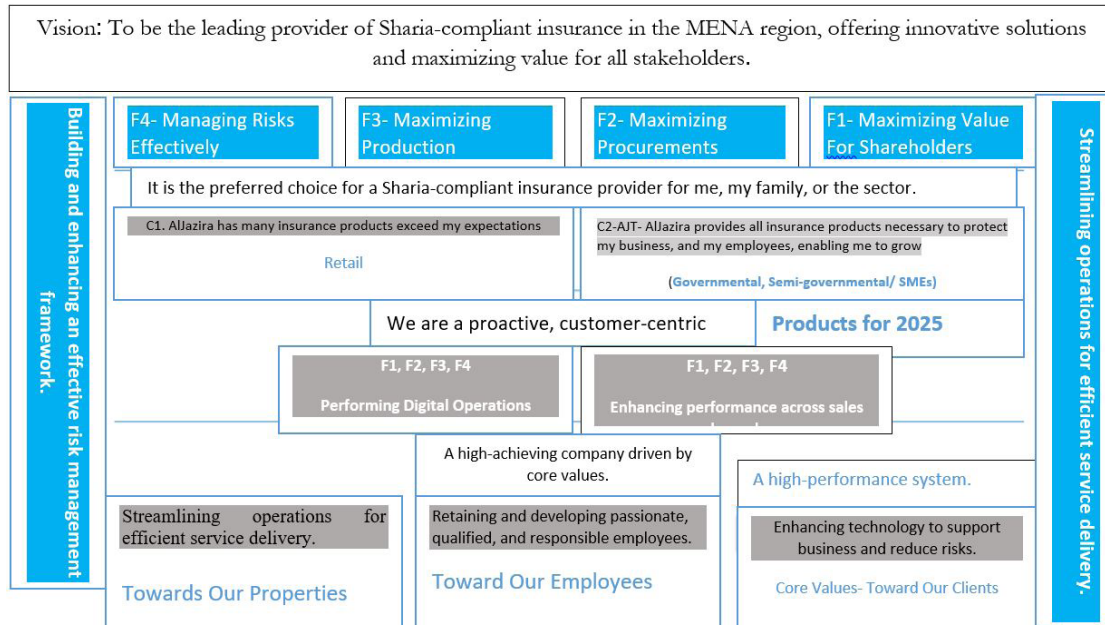 Vision: To be the leading provider of Sharia-compliant insurance in the MENA region, offering innovative solutions
and maximizing value for all stakeholders.
Building and enhancing an effective risk management
framework.
F4- Managing Risks
Effectively
F3- Maximizing
Production
F2- Maximizing
Procurements
F1- Maximizing Value
For Shareholders
Streamlining operations for efficient service delivery.
It is the preferred choice for a Sharia-compliant insurance provider for me, my family, or the sector.
C1. AlJazira has many insurance products exceed my expectations
Retail
C2-AJT- AlJazira provides all insurance products necessary to protect
my business, and my employees, enabling me to grow
(Governmental, Semi-governmental/ SMEs)
We are a proactive, customer-centric
Products for 2025
F1, F2, F3, F4
Performing Digital Operations
F1, F2, F3, F4
Enhancing performance across sales
A high-achieving company driven by
core values.
A high-performance system.
Streamlining operations for
efficient service delivery.
Towards Our Properties
Retaining and developing passionate,
qualified, and responsible employees.
Toward Our Employees
Enhancing technology to support
business and reduce risks.
Core Values- Toward Our Clients